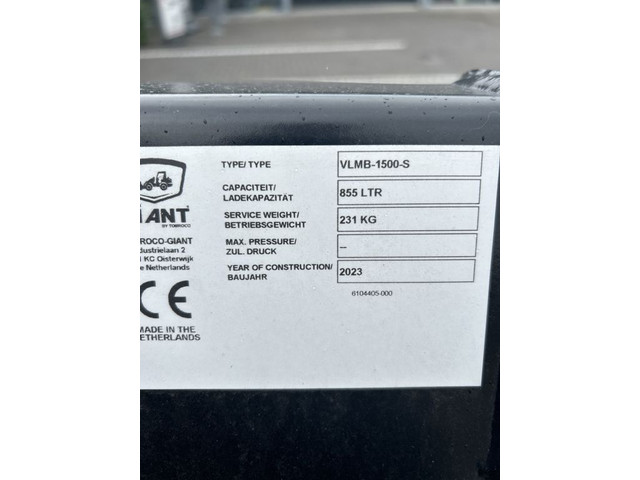 IANT
BY TOBROCO
TYPE/TYPE VLMB-1500-S
CAPACITEIT/
LADEKAPAZITÄT 855 LTR
SERVICE WEIGHT/
BETRIEBSGEWICHT 231 KG
MAX. PRESSURE/
ZUL. DRUCK --
YEAR OF CONSTRUCTION/
BAUJAHR 2023
6104405-000
ROCO-GIANT
dustrielaan 2
1 KC Oisterwijk
e Netherlands
CE
MADE IN THE
ETHERLANDS